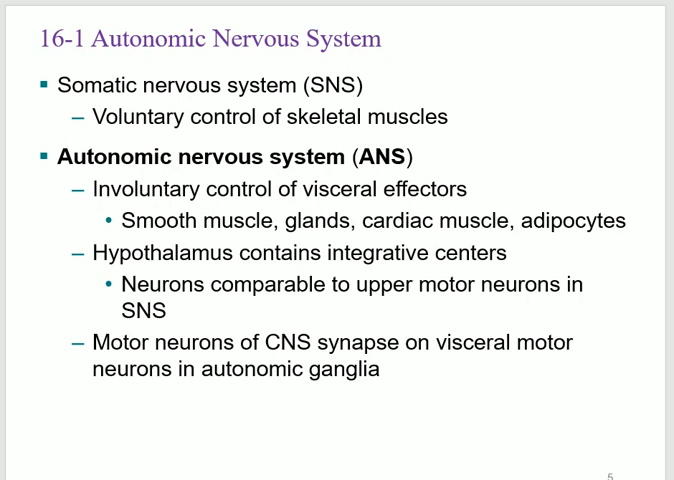 16-1 Autonomic Nervous System
▪ Somatic nervous system (SNS)
– Voluntary control of skeletal muscles
▪ Autonomic nervous system (ANS)
– Involuntary control of visceral effectors
• Smooth muscle, glands, cardiac muscle, adipocytes
– Hypothalamus contains integrative centers
• Neurons comparable to upper motor neurons in
SNS
– Motor neurons of CNS synapse on visceral motor
neurons in autonomic ganglia
5